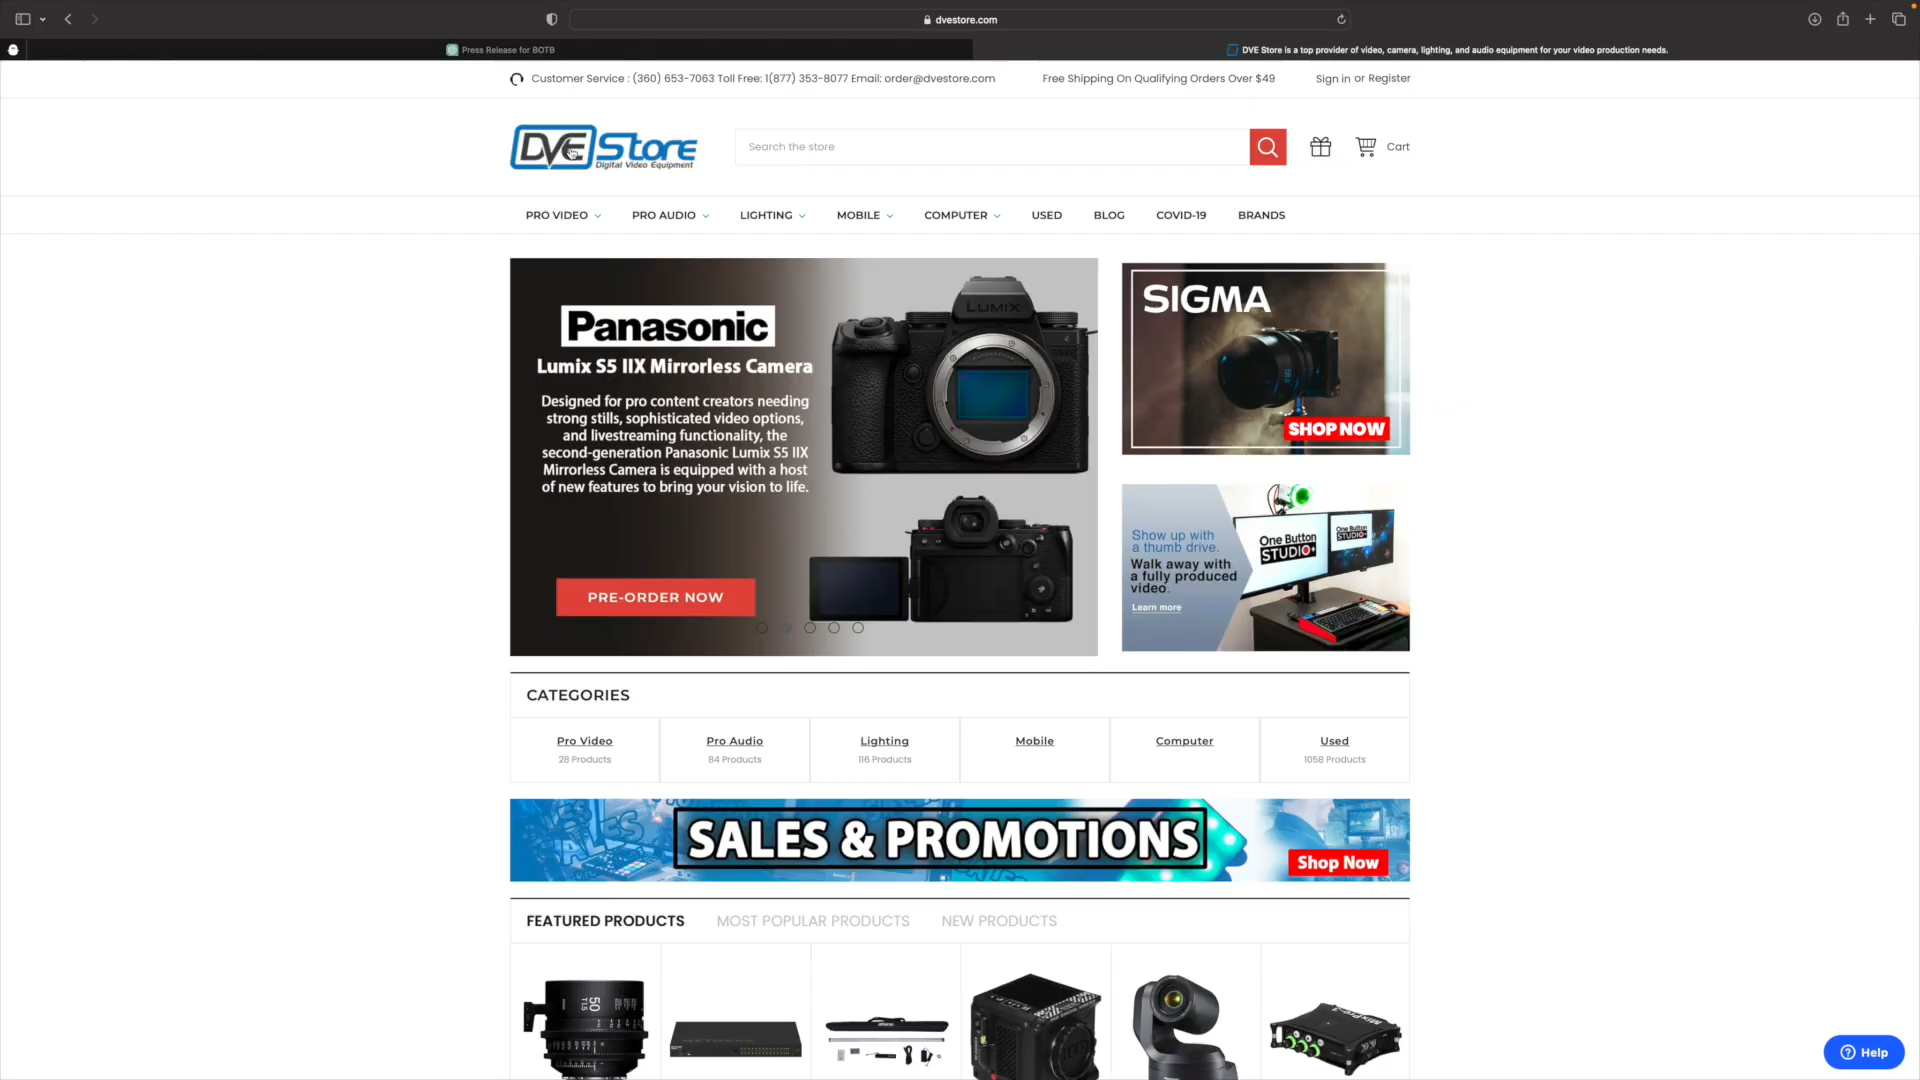 dvestore.com
Press Release for BOTB
DVE Store is a top provider of video, camera, lighting, and audio equipment for your video production needs.
Customer Service : (360) 653-7063 Toll Free: 1(877) 353-8077 Email: order@dvestore.com
Free Shipping On Qualifying Orders Over $49
Sign in or Register
DVE Store
Digital Video Equipment
Search the store
Cart
PRO VIDEO
PRO AUDIO
LIGHTING
MOBILE
COMPUTER
USED
BLOG
COVID-19
BRANDS
Panasonic
Lumix S5 IIX Mirrorless Camera
Designed for pro content creators needing
strong stills, sophisticated video options,
and livestreaming functionality, the
second-generation Panasonic Lumix S5 IIX
Mirrorless Camera is equipped with a host
of new features to bring your vision to life.
PRE-ORDER NOW
LUMIX
SIGMA
SHOP NOW
Show up with
a thumb drive.
Walk away with
a fully produced
video.
Learn more
One Button
STUDIO
One Button
STUDIO
CATEGORIES
Pro Video
28 Products
Pro Audio
84 Products
Lighting
116 Products
Mobile
Computer
Used
1058 Products
SALES & PROMOTIONS
Shop Now
FEATURED PRODUCTS
MOST POPULAR PRODUCTS
NEW PRODUCTS
50
T1.5
MixPre-3
Help